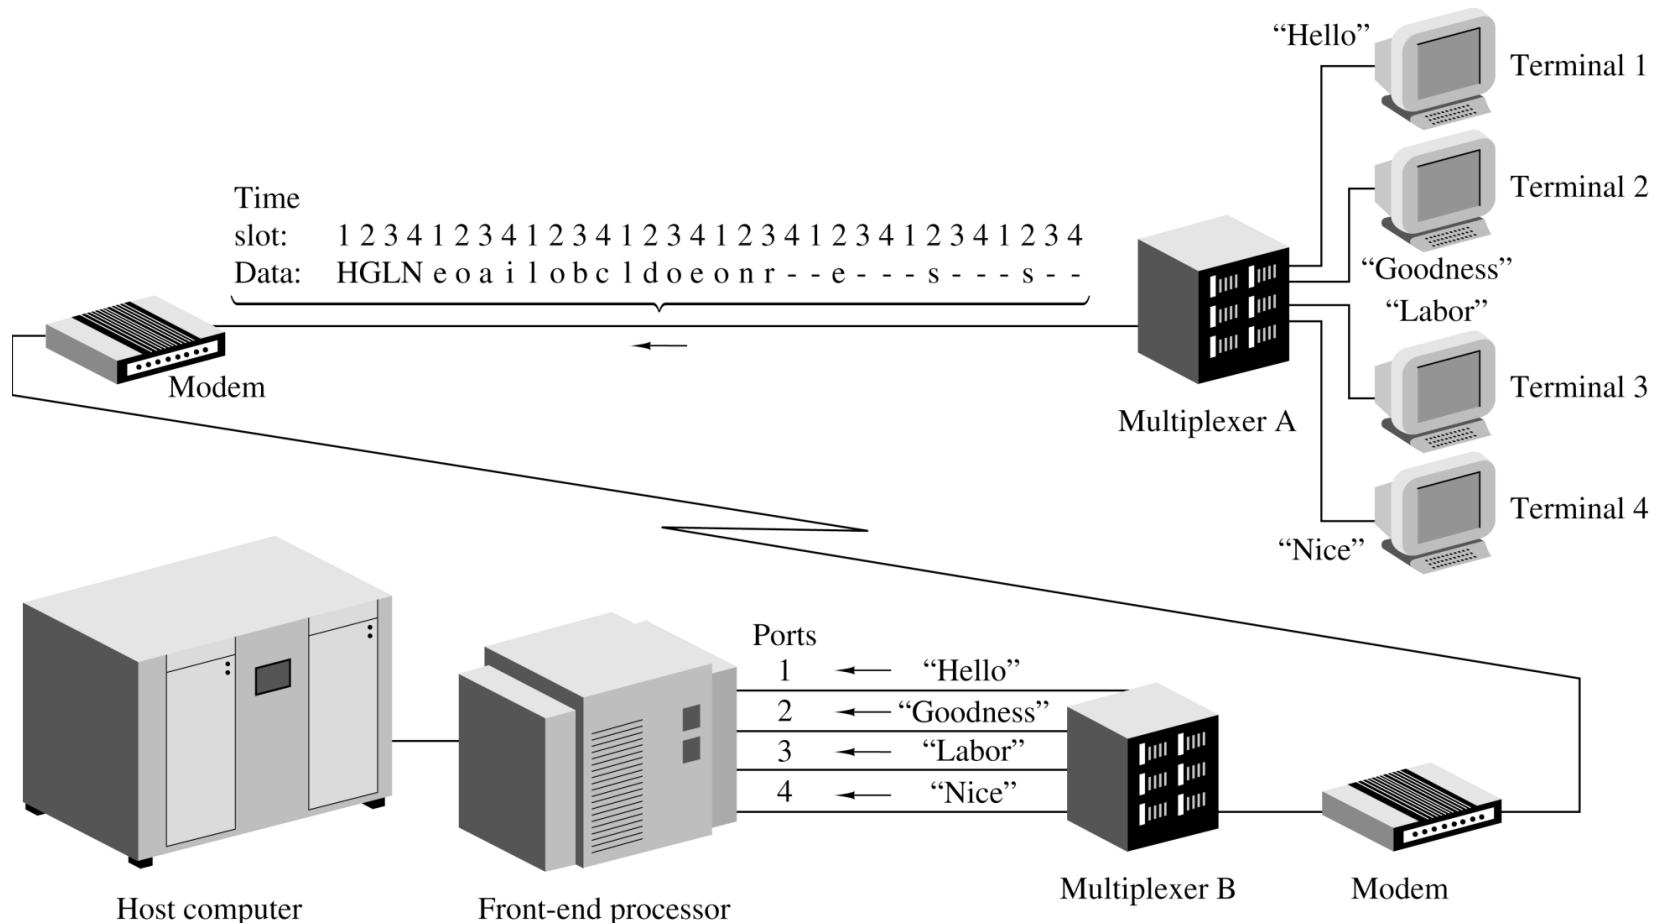 “Hello”
Terminal 1
Terminal 2
“Goodness”
“Labor”
Terminal 3
“Nice”
Terminal 4
Time
slot: 1 2 3 4 1 2 3 4 1 2 3 4 1 2 3 4 1 2 3 4 1 2 3 4 1 2 3 4 1 2 3 4
Data: HGLN e o a i l o b c l d o e o n r - - e - - - s - - - s - -
Modem
Multiplexer A
Ports
1 “Hello”
2 “Goodness”
3 “Labor”
4 “Nice”
Host computer
Front-end processor
Multiplexer B
Modem